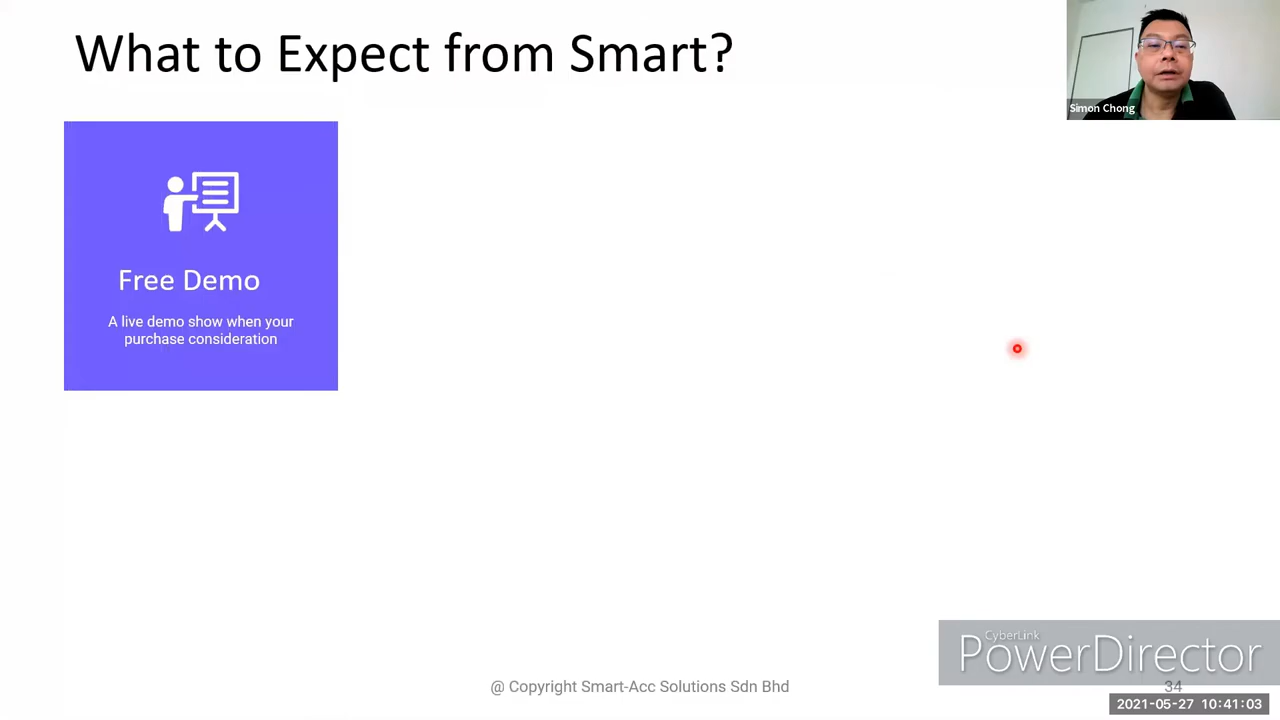 What to Expect from Smart?
Simon Chong
Free Demo
A live demo show when your
purchase consideration
CyberLink
PowerDirector
@ Copyright Smart-Acc Solutions Sdn Bhd
34
2021-05-27 10:41:03